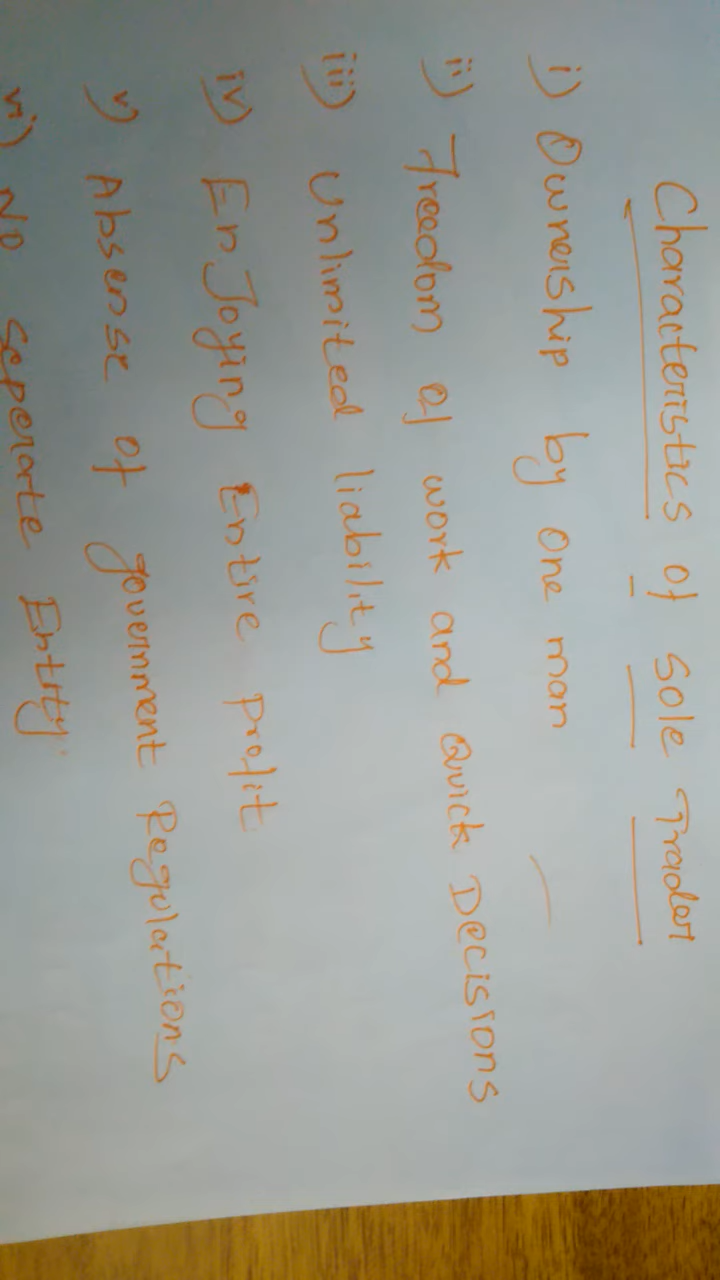 Characteristics of Sole Trader
i) Ownership by one man
ii) Freedom of work and Quick Decisions
iii) Unlimited liability
iv) EnJoying Entire profit
v) Absense of government Regulations
vi) No seperate Entity